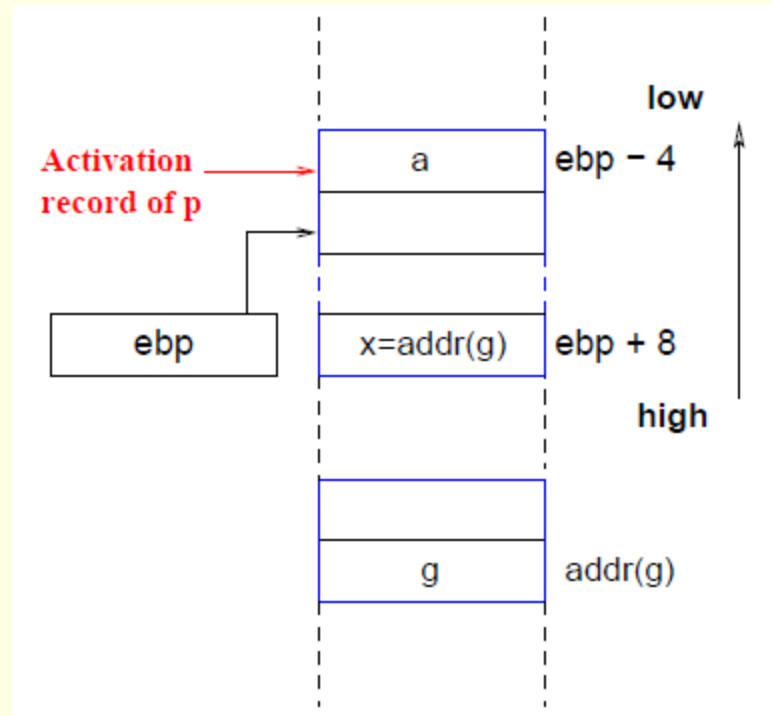 low
a
ebp − 4
Activation
record of p
ebp
x=addr(g)
ebp + 8
high
g
addr(g)